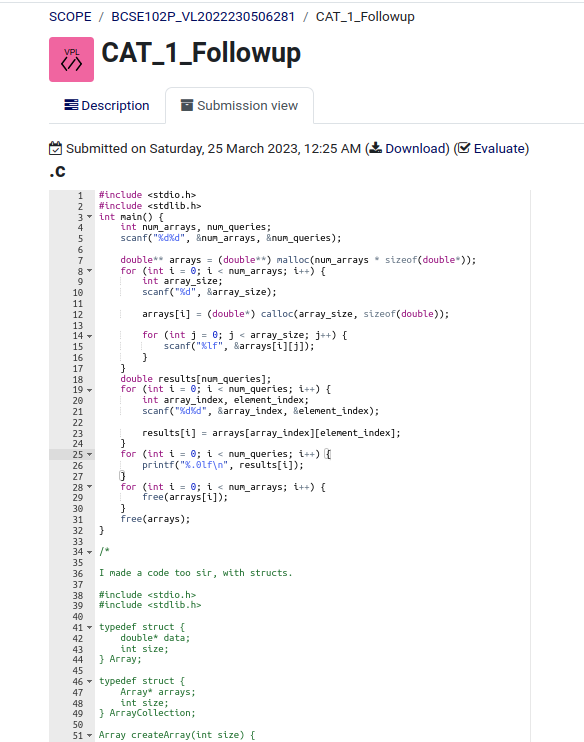 SCOPE / BCSE102P_VL2022230506281 / CAT_1_Followup
VPL
</>
CAT_1_Followup
Description
Submission view
Submitted on Saturday, 25 March 2023, 12:25 AM (Download) (Evaluate)
.c
1 #include <stdio.h>
2 #include <stdlib.h>
3 int main() {
4     int num_arrays, num_queries;
5     scanf("%d%d", &num_arrays, &num_queries);
6
7     double** arrays = (double**) malloc(num_arrays * sizeof(double*));
8     for (int i = 0; i < num_arrays; i++) {
9         int array_size;
10         scanf("%d", &array_size);
11
12         arrays[i] = (double*) calloc(array_size, sizeof(double));
13
14         for (int j = 0; j < array_size; j++) {
15             scanf("%lf", &arrays[i][j]);
16         }
17     }
18     double results[num_queries];
19     for (int i = 0; i < num_queries; i++) {
20         int array_index, element_index;
21         scanf("%d%d", &array_index, &element_index);
22
23         results[i] = arrays[array_index][element_index];
24     }
25     for (int i = 0; i < num_queries; i++) {
26         printf("%.0lf\n", results[i]);
27     }
28     for (int i = 0; i < num_arrays; i++) {
29         free(arrays[i]);
30     }
31     free(arrays);
32 }
33
34 /*
35
36 I made a code too sir, with structs.
37
38 #include <stdio.h>
39 #include <stdlib.h>
40
41 typedef struct {
42     double* data;
43     int size;
44 } Array;
45
46 typedef struct {
47     Array* arrays;
48     int size;
49 } ArrayCollection;
50
51 Array createArray(int size) {